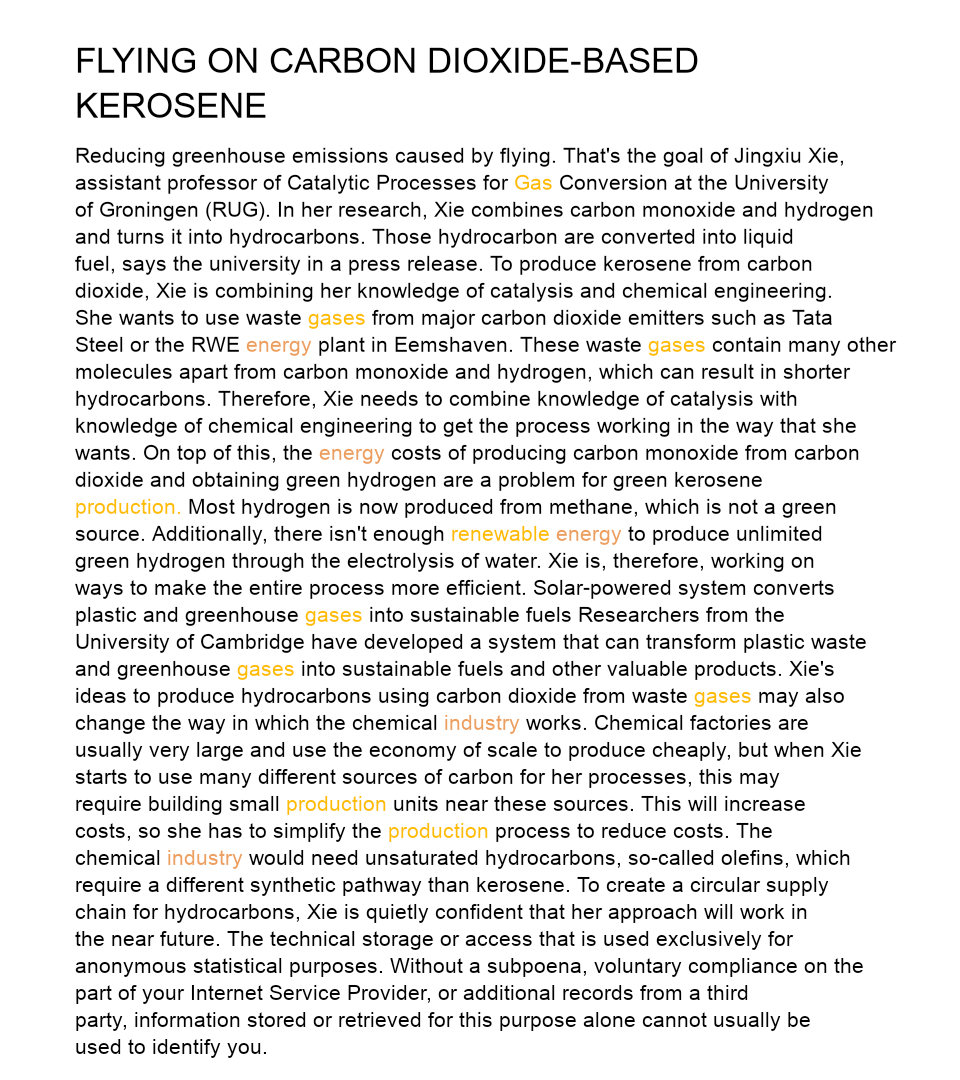 FLYING ON CARBON DIOXIDE-BASED
KEROSENE
Reducing greenhouse emissions caused by flying. That's the goal of Jingxiu Xie,
assistant professor of Catalytic Processes for Gas Conversion at the University
of Groningen (RUG). In her research, Xie combines carbon monoxide and hydrogen
and turns it into hydrocarbons. Those hydrocarbon are converted into liquid
fuel, says the university in a press release. To produce kerosene from carbon
dioxide, Xie is combining her knowledge of catalysis and chemical engineering.
She wants to use waste gases from major carbon dioxide emitters such as Tata
Steel or the RWE energy plant in Eemshaven. These waste gases contain many other
molecules apart from carbon monoxide and hydrogen, which can result in shorter
hydrocarbons. Therefore, Xie needs to combine knowledge of catalysis with
knowledge of chemical engineering to get the process working in the way that she
wants. On top of this, the energy costs of producing carbon monoxide from carbon
dioxide and obtaining green hydrogen are a problem for green kerosene
production. Most hydrogen is now produced from methane, which is not a green
source. Additionally, there isn't enough renewable energy to produce unlimited
green hydrogen through the electrolysis of water. Xie is, therefore, working on
ways to make the entire process more efficient. Solar-powered system converts
plastic and greenhouse gases into sustainable fuels Researchers from the
University of Cambridge have developed a system that can transform plastic waste
and greenhouse gases into sustainable fuels and other valuable products. Xie's
ideas to produce hydrocarbons using carbon dioxide from waste gases may also
change the way in which the chemical industry works. Chemical factories are
usually very large and use the economy of scale to produce cheaply, but when Xie
starts to use many different sources of carbon for her processes, this may
require building small production units near these sources. This will increase
costs, so she has to simplify the production process to reduce costs. The
chemical industry would need unsaturated hydrocarbons, so-called olefins, which
require a different synthetic pathway than kerosene. To create a circular supply
chain for hydrocarbons, Xie is quietly confident that her approach will work in
the near future. The technical storage or access that is used exclusively for
anonymous statistical purposes. Without a subpoena, voluntary compliance on the
part of your Internet Service Provider, or additional records from a third
party, information stored or retrieved for this purpose alone cannot usually be
used to identify you.